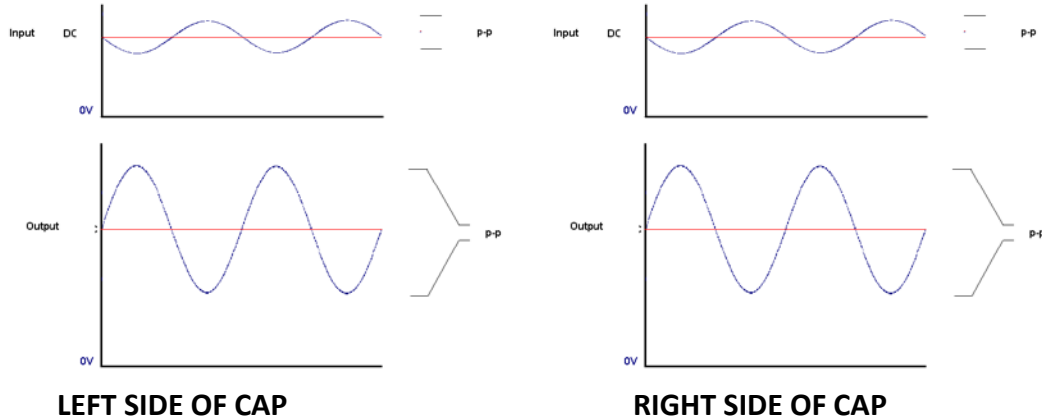 Input DC p-p
0V
Output p-p
0V
LEFT SIDE OF CAP
Input DC p-p
0V
Output p-p
0V
RIGHT SIDE OF CAP